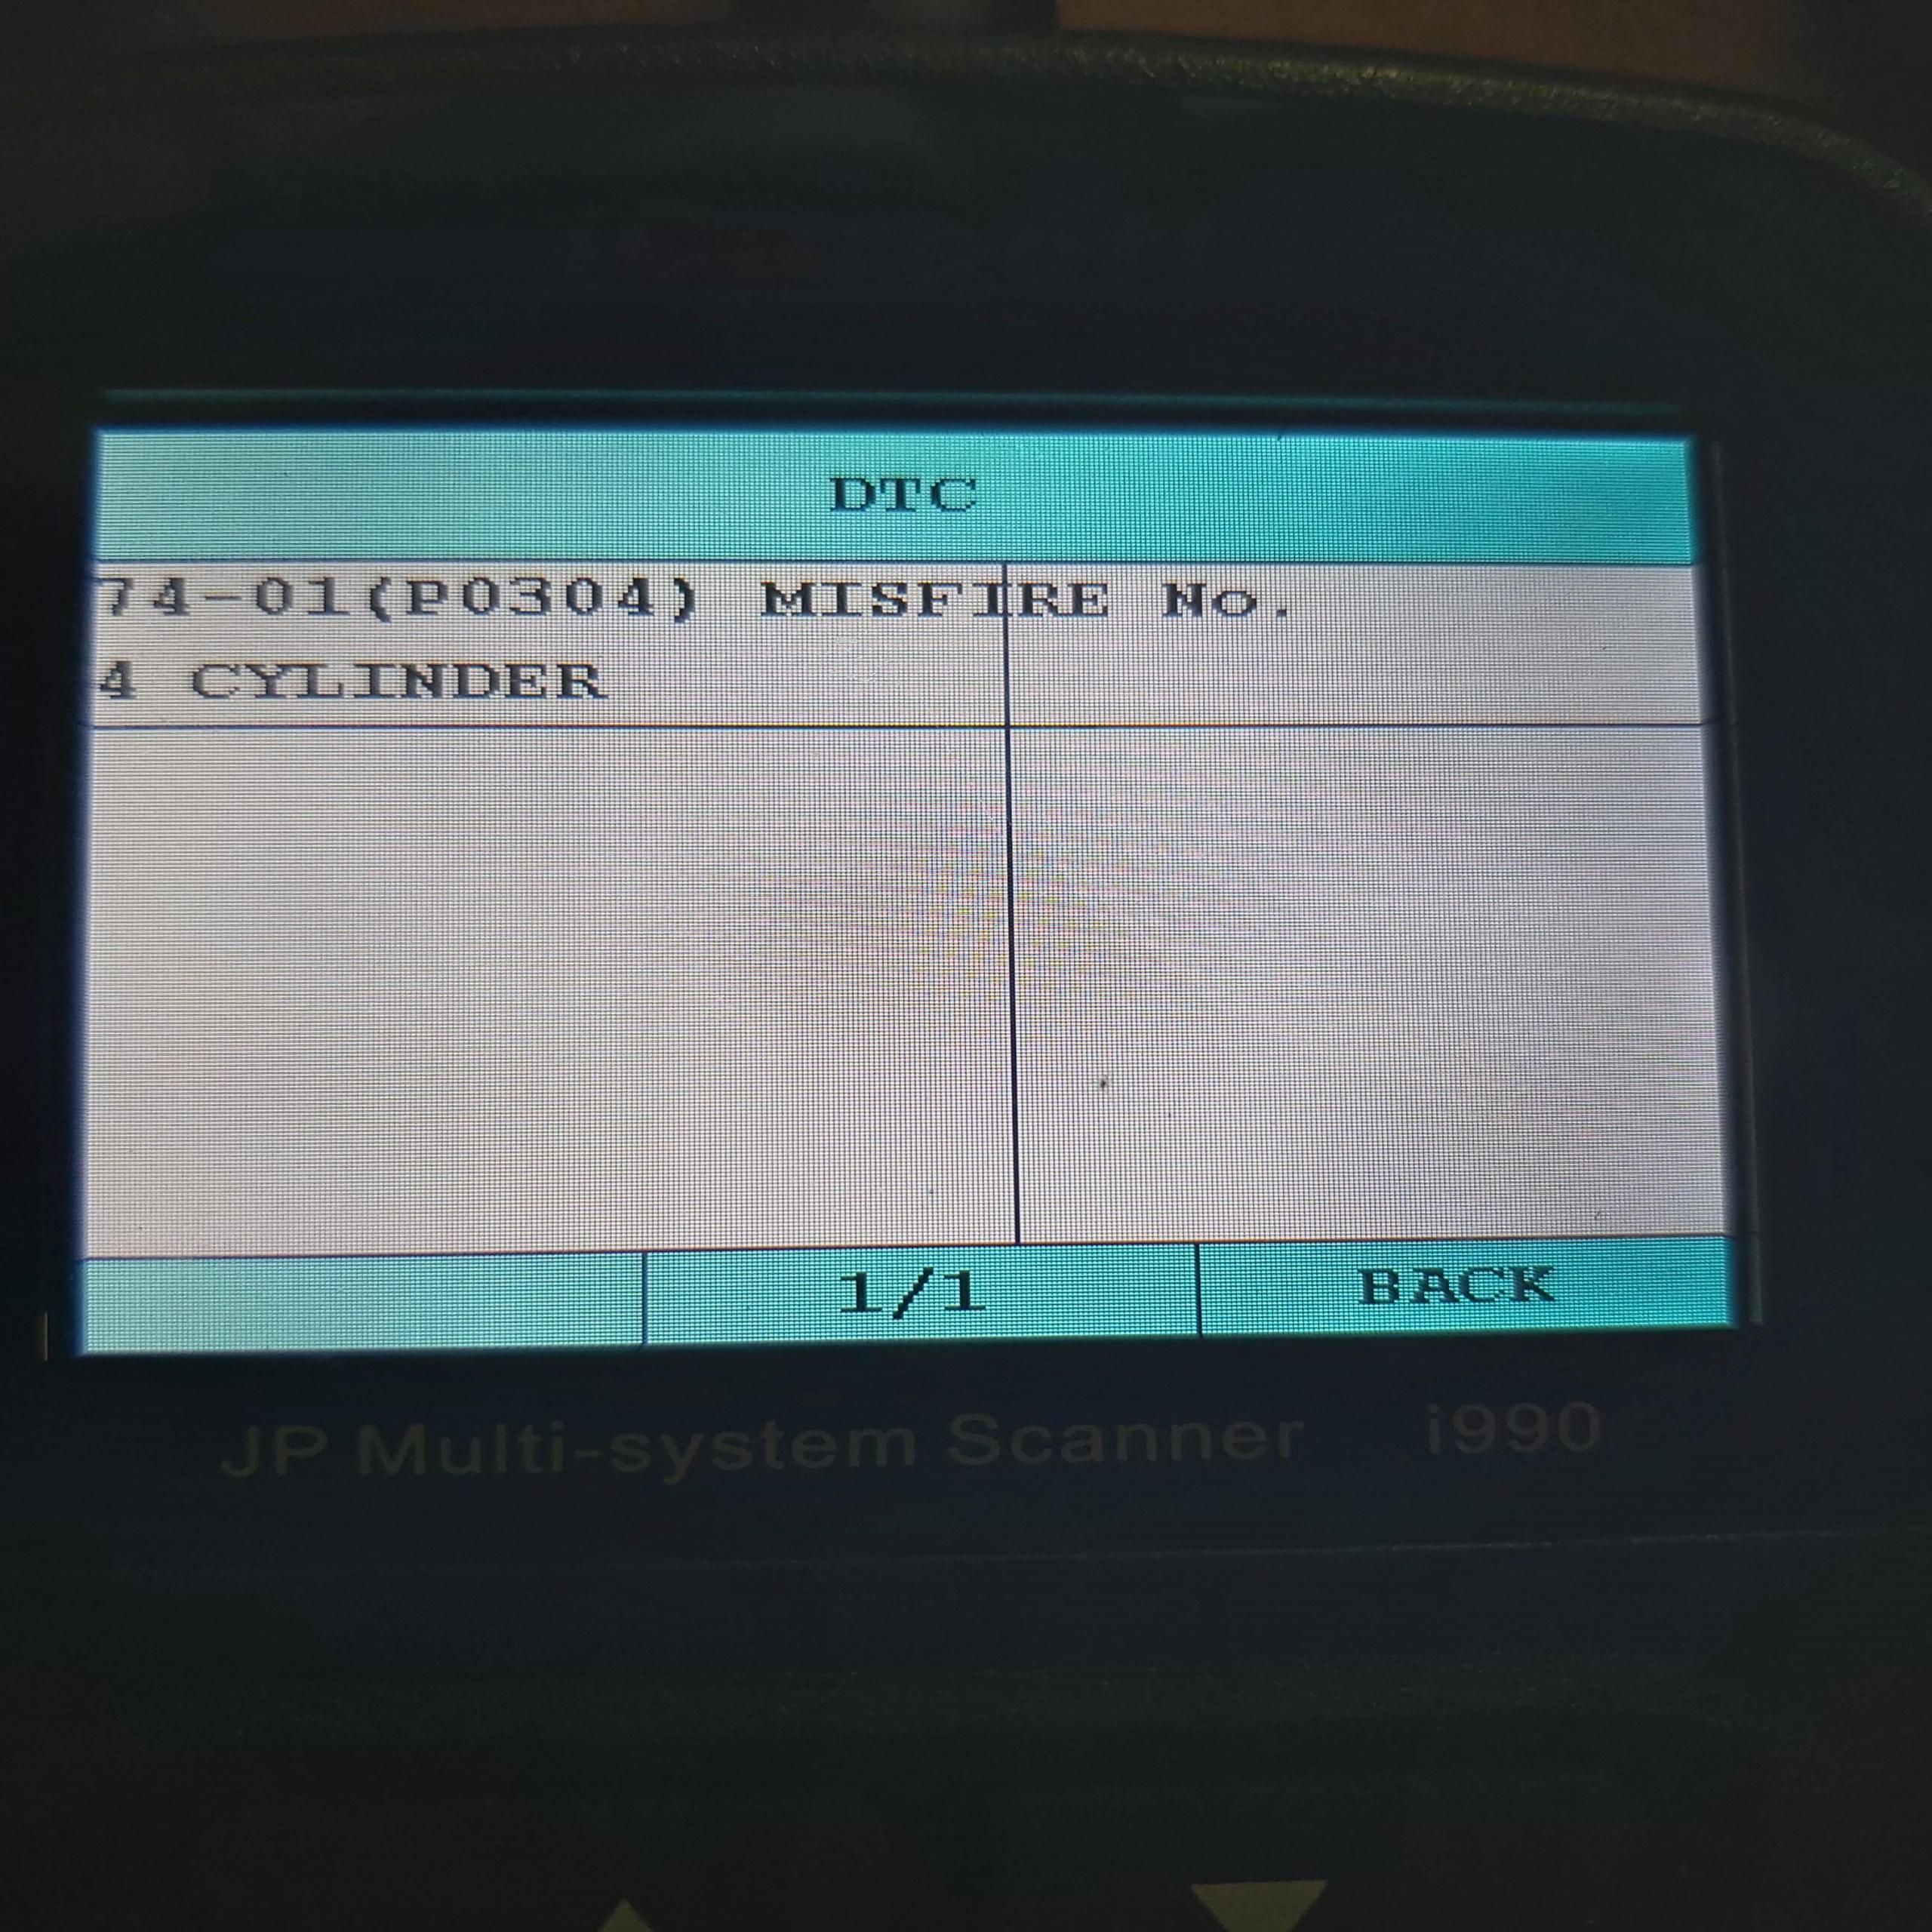 DTC
74-01(P0304) MISFIRE No.
4 CYLINDER
1/1
BACK
JP Multi-system Scanner i990